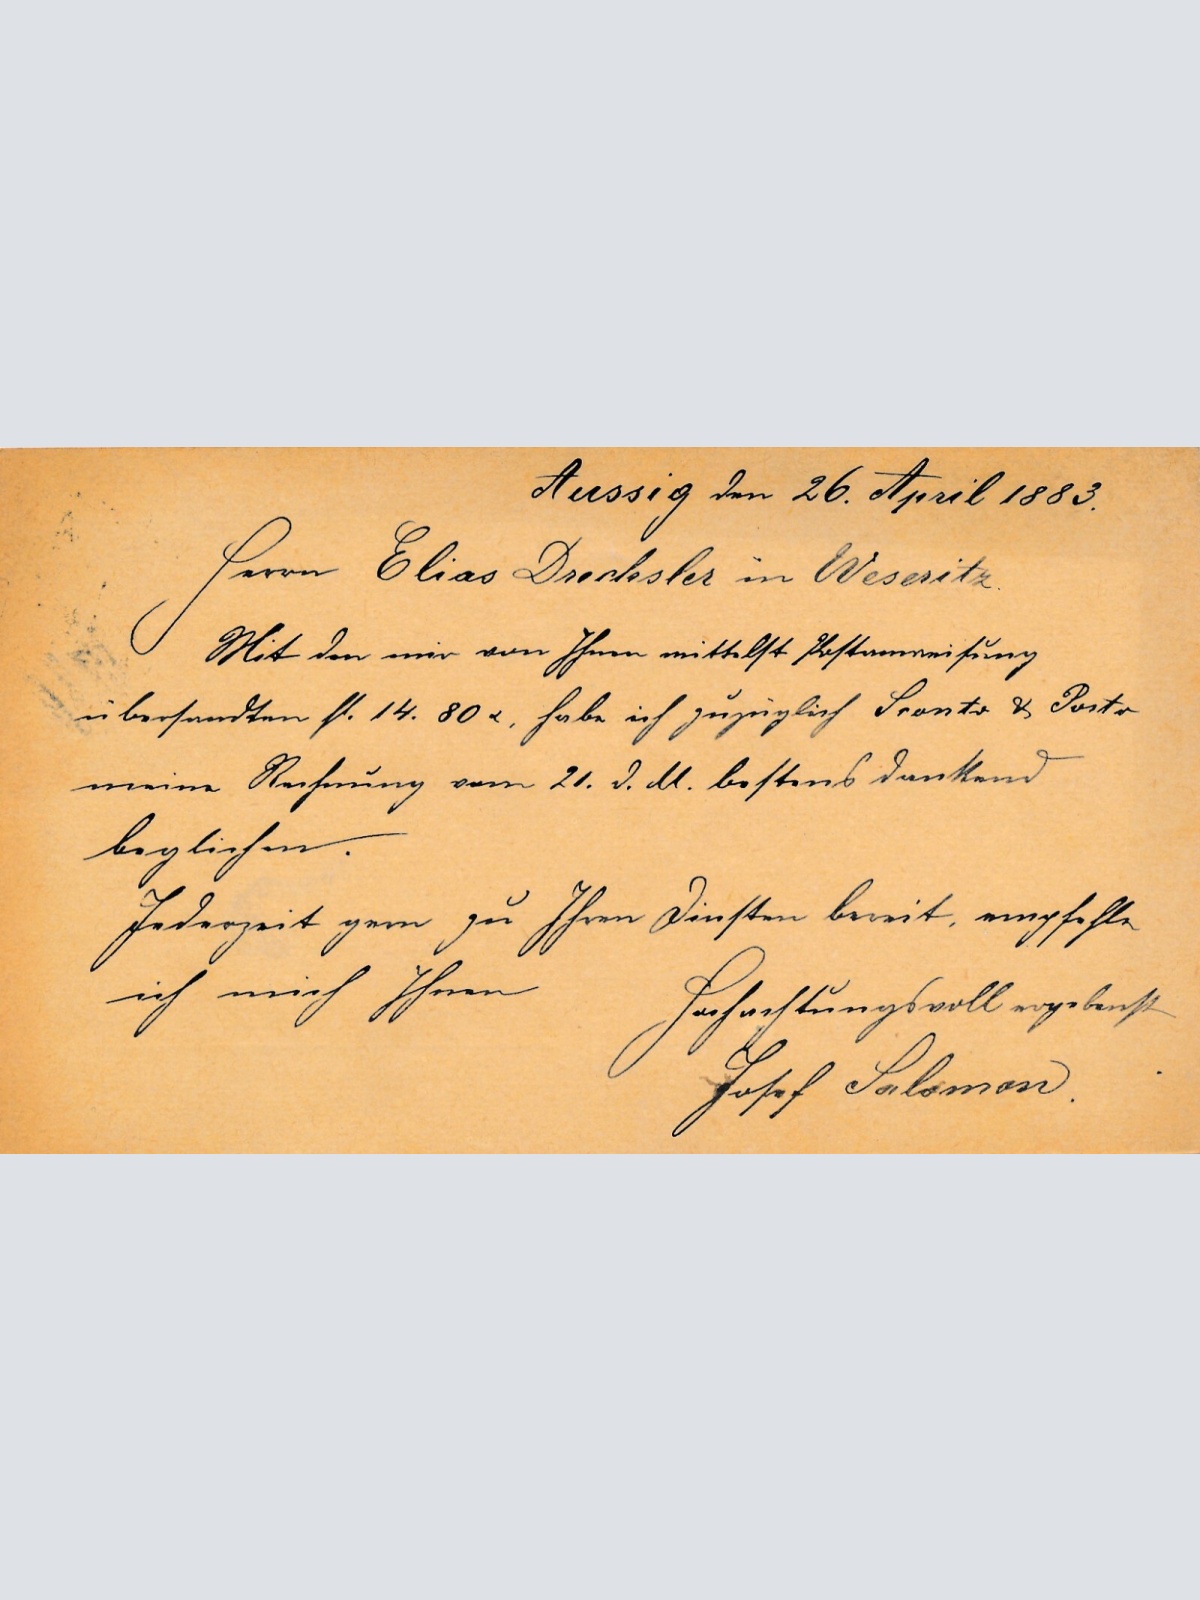 Aussig den 26. April 1883.
Herrn Elias Drechsler in Weseritz.
Mit den mir von Ihnen mittelst Postanweisung
übersandten fl. 14. 80 x, habe ich zuzüglich Sconto & Porto
meine Rechnung vom 21. d. M. bestens dankend
beglichen.
Jederzeit gern zu Ihren Dinsten bereit, empfehle
ich mich Ihnen
Hochachtungsvoll ergebenst
Josef Salomon.